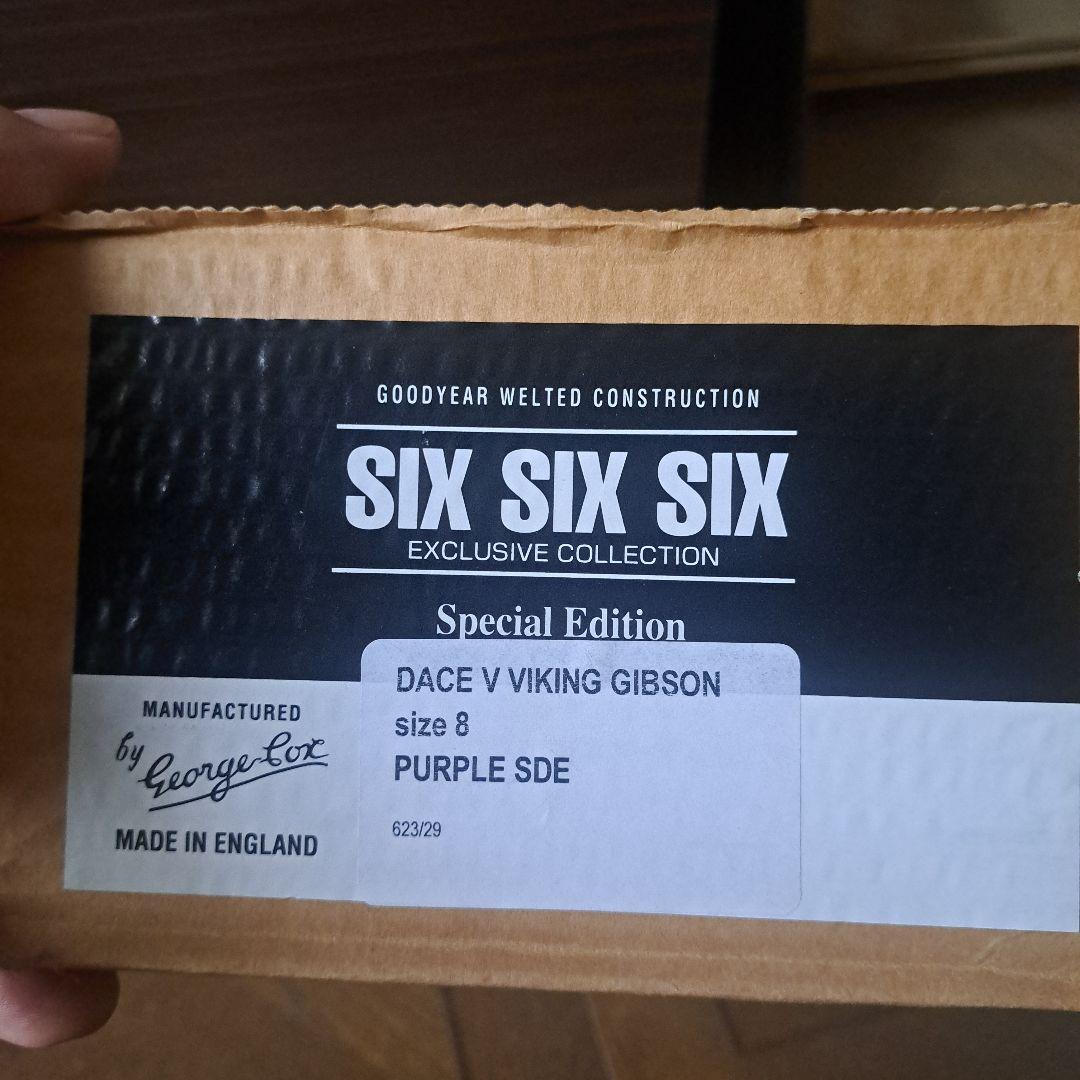 GOODYEAR WELTED CONSTRUCTION
SIX SIX SIX
EXCLUSIVE COLLECTION
Special Edition
DACE V VIKING GIBSON
size 8
PURPLE SDE
623/29
MANUFACTURED
by George Cox
MADE IN ENGLAND